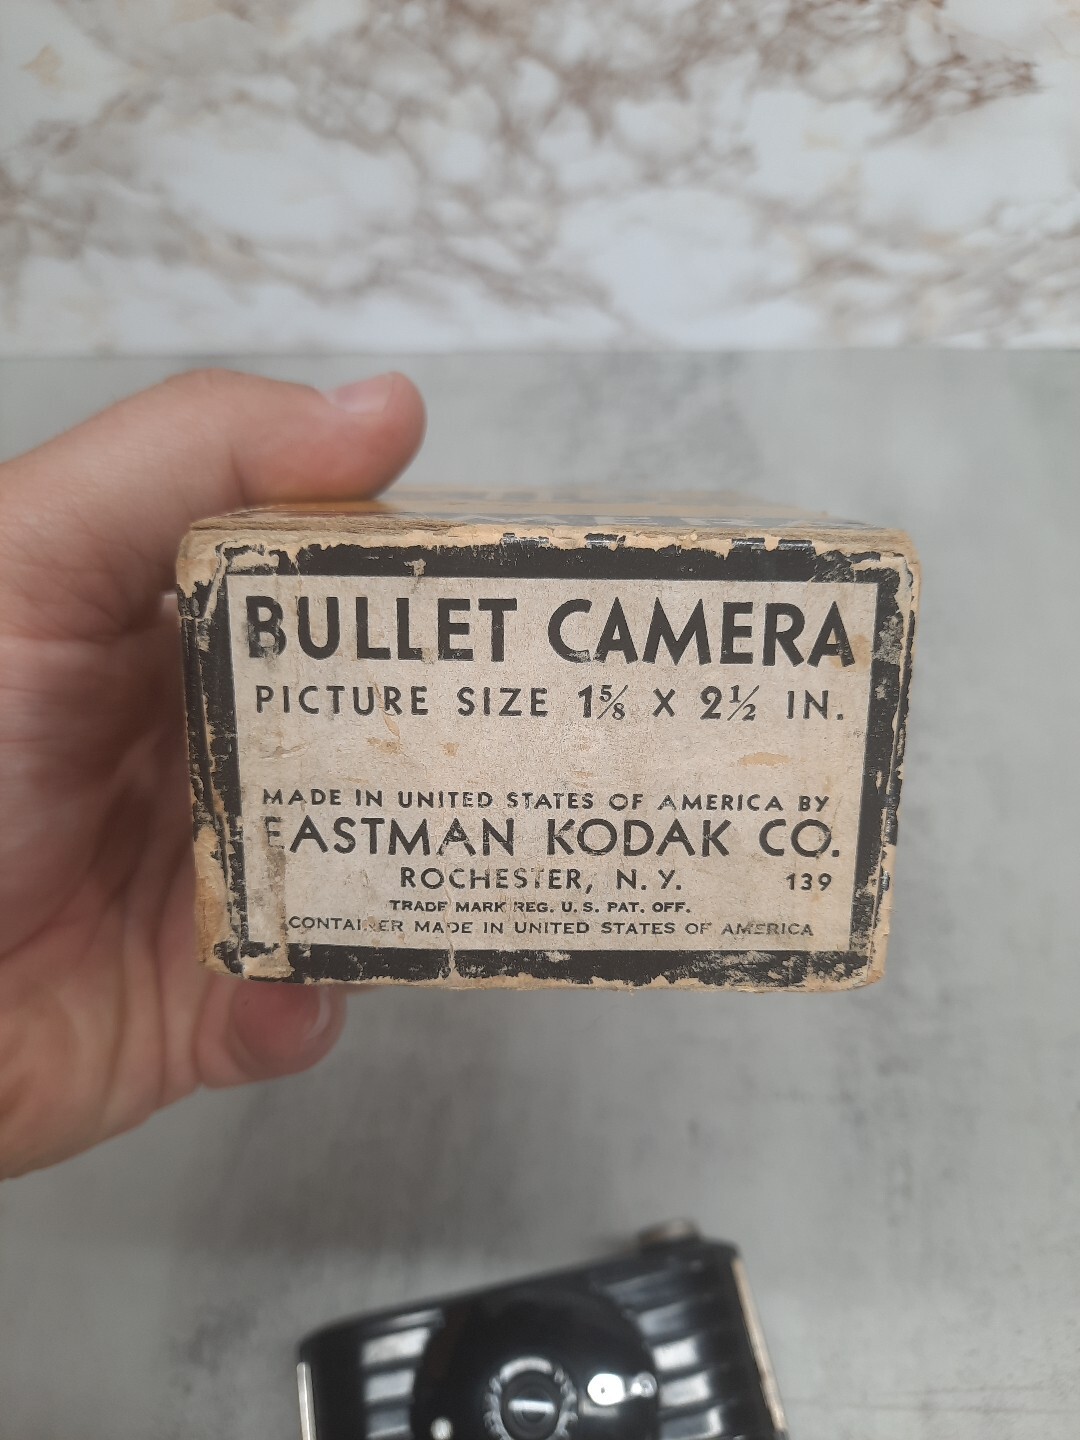 BULLET CAMERA
PICTURE SIZE 1⅝ X 2½ IN.
MADE IN UNITED STATES OF AMERICA BY
EASTMAN KODAK CO.
ROCHESTER, N. Y. 139
TRADE MARK REG. U. S. PAT. OFF.
CONTAINER MADE IN UNITED STATES OF AMERICA